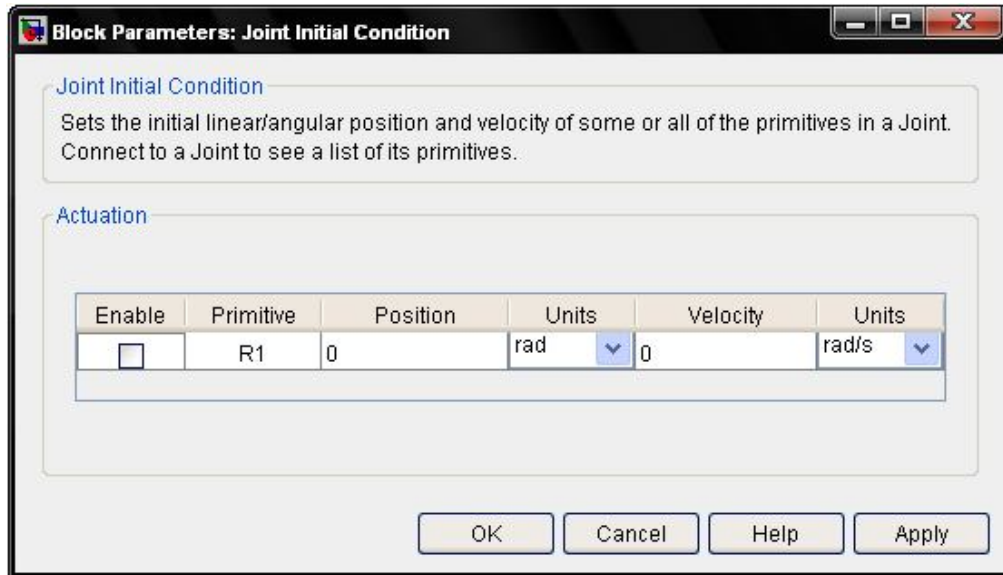 Block Parameters: Joint Initial Condition
Joint Initial Condition
Sets the initial linear/angular position and velocity of some or all of the primitives in a Joint.
Connect to a Joint to see a list of its primitives.
Actuation
Enable Primitive Position Units Velocity Units
R1 0 rad 0 rad/s
OK Cancel Help Apply